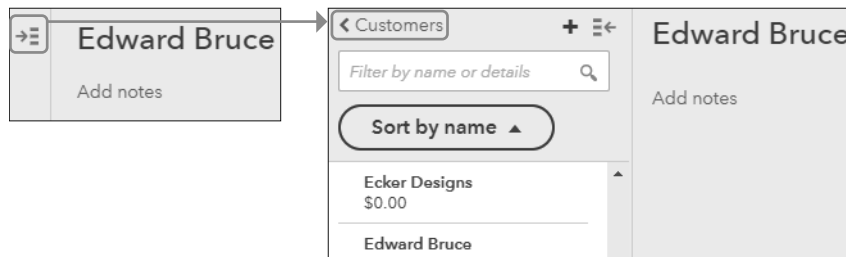 Edward Bruce
Add notes
Customers
Filter by name or details
Sort by name
Ecker Designs
$0.00
Edward Bruce
Edward Bruce
Add notes